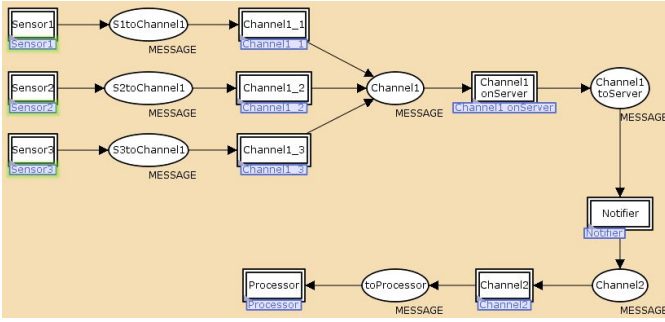 Sensor1
Sensor1
S1toChannel1
MESSAGE
Channel1_1
Channel1_1
Sensor2
Sensor2
S2toChannel1
MESSAGE
Channel1_2
Channel1_2
Sensor3
Sensor3
S3toChannel1
MESSAGE
Channel1_3
Channel1_3
Channel1
MESSAGE
Channel1
onServer
Channel1 onServer
Channel1
toServer
MESSAGE
Notifier
Notifier
Channel2
MESSAGE
Channel2
Channel2
toProcessor
MESSAGE
Processor
Processor